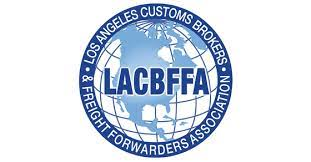 LOS ANGELES CUSTOMS BROKERS
LACBFFA
& FREIGHT FORWARDERS ASSOCIATION